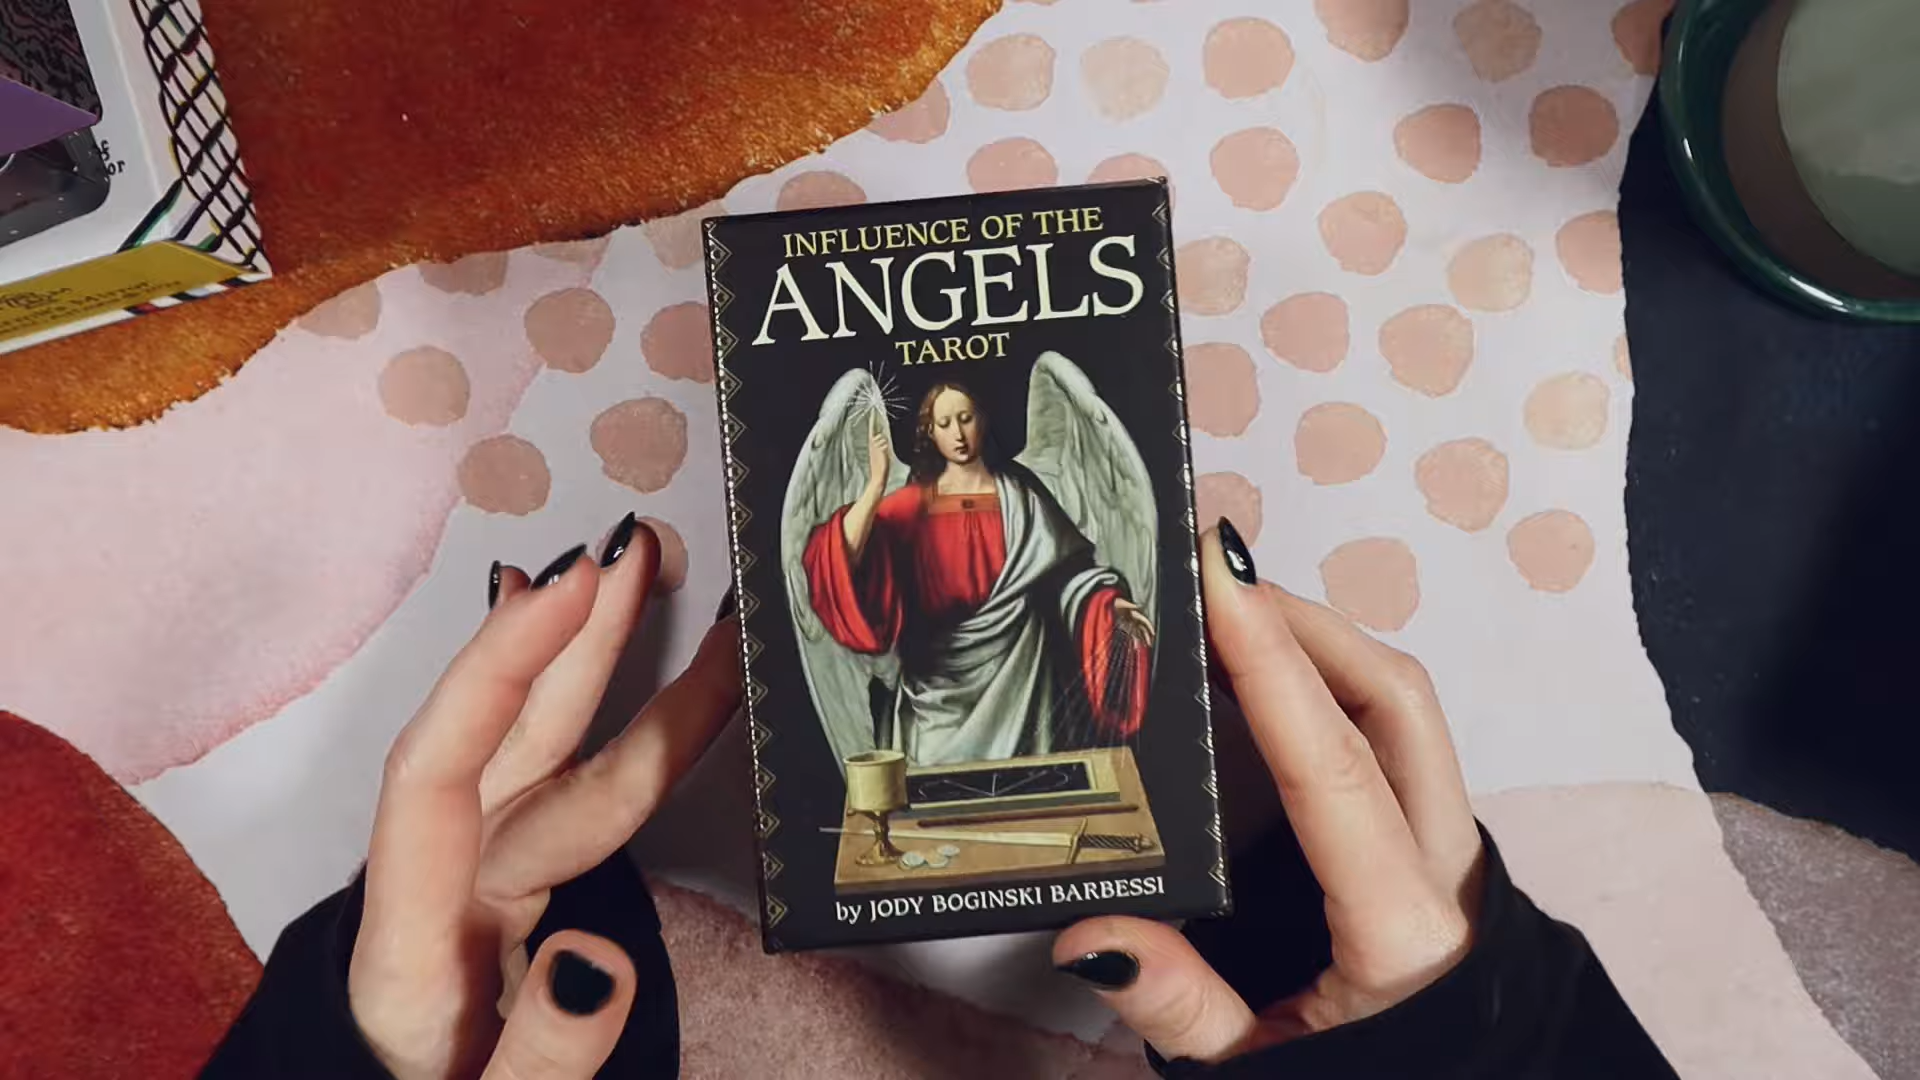 INFLUENCE OF THE
ANGELS
TAROT
by JODY BOGINSKI BARBESSI